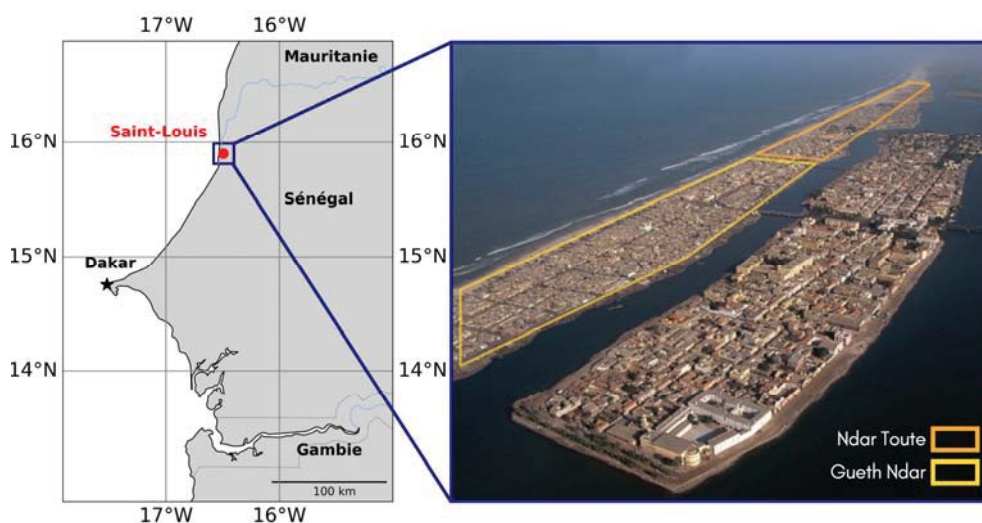 17°W 16°W
Mauritanie
16°N 16°N
Saint-Louis
Sénégal
15°N 15°N
Dakar
14°N 14°N
Gambie
100 km
17°W 16°W
Ndar Toute
Gueth Ndar